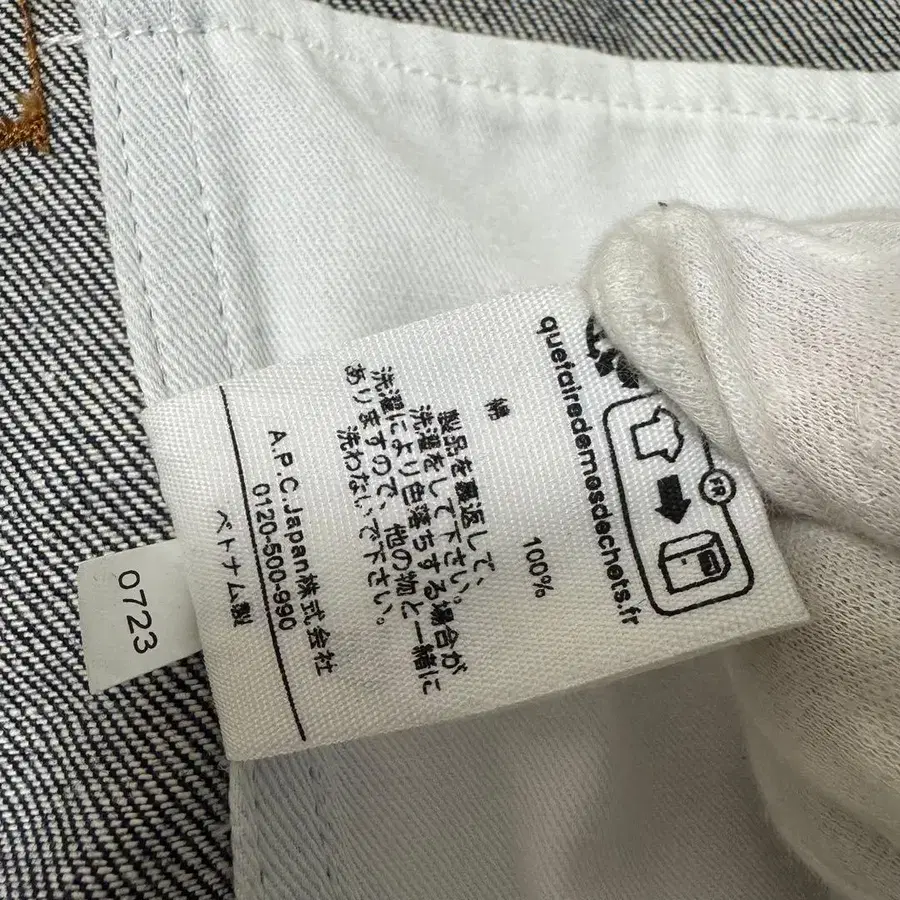 quefairedemesdechets.fr
FR
綿 100%
製品を裏返して、
洗濯をして下さい。
洗濯により色落ちする場合が
ありますので、他の物と一緒に
洗わないで下さい。
A.P.C.Japan株式会社
0120-500-990
ベトナム製
0723